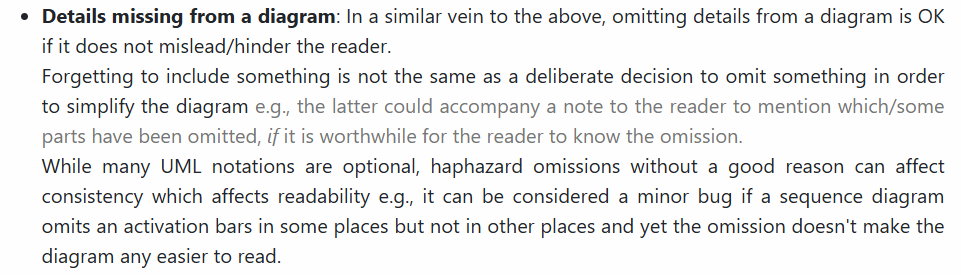 • Details missing from a diagram: In a similar vein to the above, omitting details from a diagram is OK
if it does not mislead/hinder the reader.
Forgetting to include something is not the same as a deliberate decision to omit something in order
to simplify the diagram e.g., the latter could accompany a note to the reader to mention which/some
parts have been omitted, if it is worthwhile for the reader to know the omission.
While many UML notations are optional, haphazard omissions without a good reason can affect
consistency which affects readability e.g., it can be considered a minor bug if a sequence diagram
omits an activation bars in some places but not in other places and yet the omission doesn't make the
diagram any easier to read.